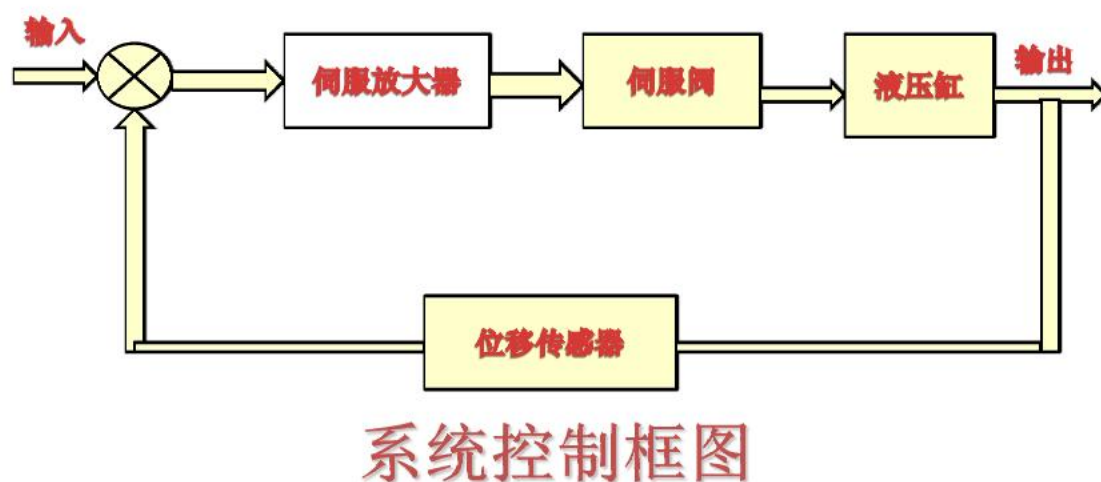 输入
伺服放大器
伺服阀
液压缸
输出
位移传感器
系统控制框图